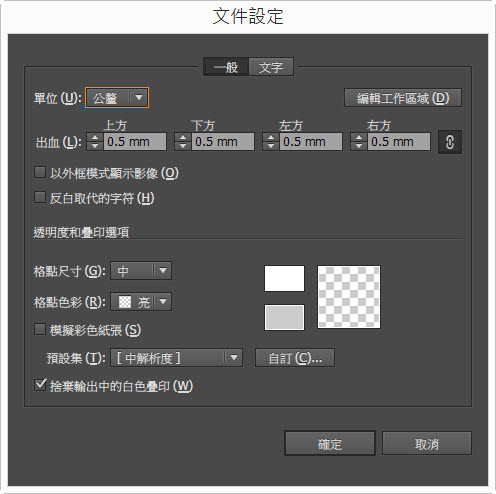 文件設定
一般 文字
單位 (U): 公釐 編輯工作區域 (D)
上方 下方 左方 右方
出血 (L): 0.5 mm 0.5 mm 0.5 mm 0.5 mm
以外框模式顯示影像 (O)
反白取代的字符 (H)
透明度和疊印選項
格點尺寸 (G): 中
格點色彩 (R): 亮
模擬彩色紙張 (S)
預設集 (T): [ 中解析度 ] 自訂 (C)...
捨棄輸出中的白色疊印 (W)
確定 取消